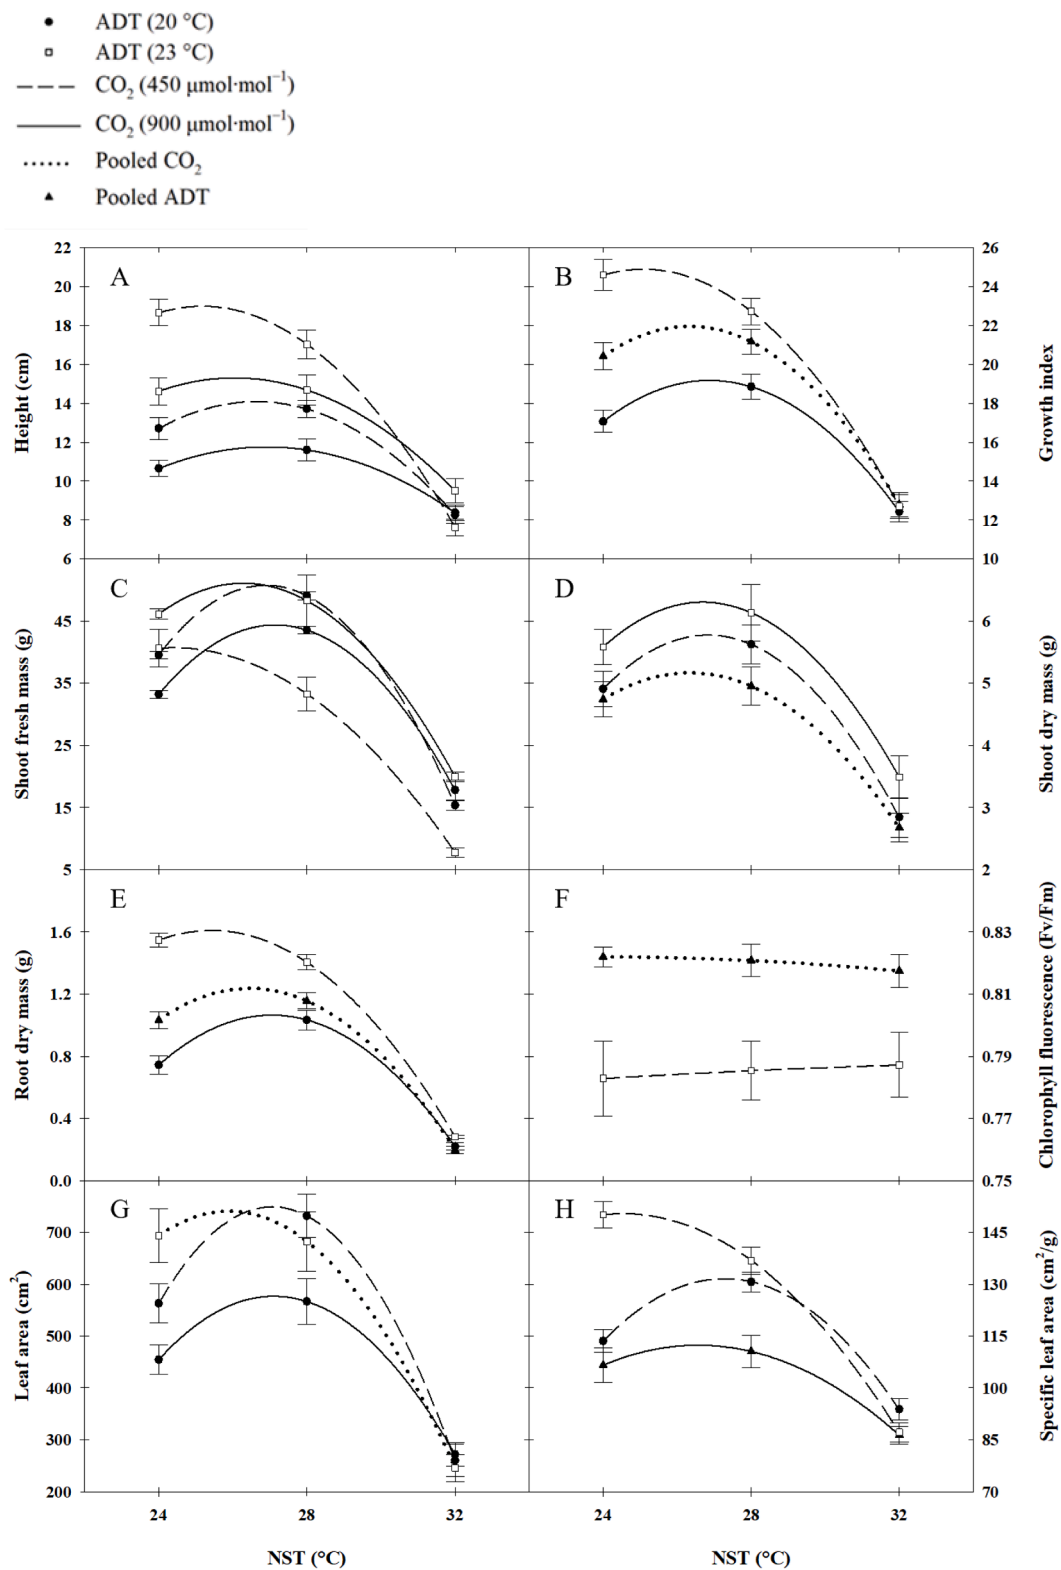 ADT (20 °C)
ADT (23 °C)
CO₂ (450 μmol·mol⁻¹)
CO₂ (900 μmol·mol⁻¹)
Pooled CO₂
Pooled ADT
A
Height (cm)
22
20
18
16
14
12
10
8
6
B
Growth index
26
24
22
20
18
16
14
12
10
C
Shoot fresh mass (g)
45
35
25
15
5
D
Shoot dry mass (g)
6
5
4
3
2
E
Root dry mass (g)
1.6
1.2
0.8
0.4
0.0
F
Chlorophyll fluorescence (Fv/Fm)
0.83
0.81
0.79
0.77
0.75
G
Leaf area (cm²)
700
600
500
400
300
200
H
Specific leaf area (cm²/g)
145
130
115
100
85
70
24 28 32
24 28 32
NST (°C)
NST (°C)